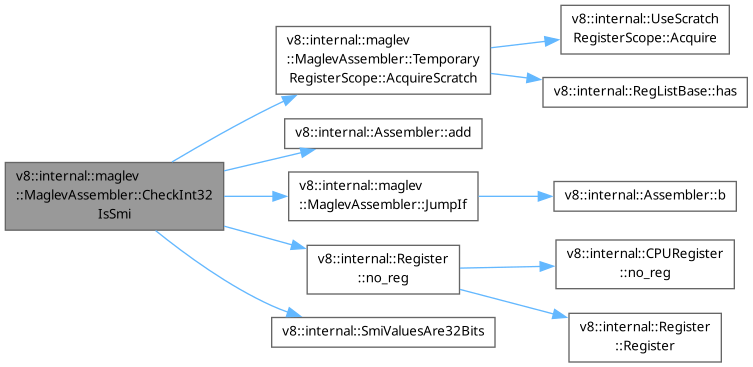 v8::internal::maglev
::MaglevAssembler::CheckInt32
IsSmi
v8::internal::maglev
::MaglevAssembler::Temporary
RegisterScope::AcquireScratch
v8::internal::UseScratch
RegisterScope::Acquire
v8::internal::RegListBase::has
v8::internal::Assembler::add
v8::internal::maglev
::MaglevAssembler::JumpIf
v8::internal::Assembler::b
v8::internal::Register
::no_reg
v8::internal::CPURegister
::no_reg
v8::internal::Register
::Register
v8::internal::SmiValuesAre32Bits